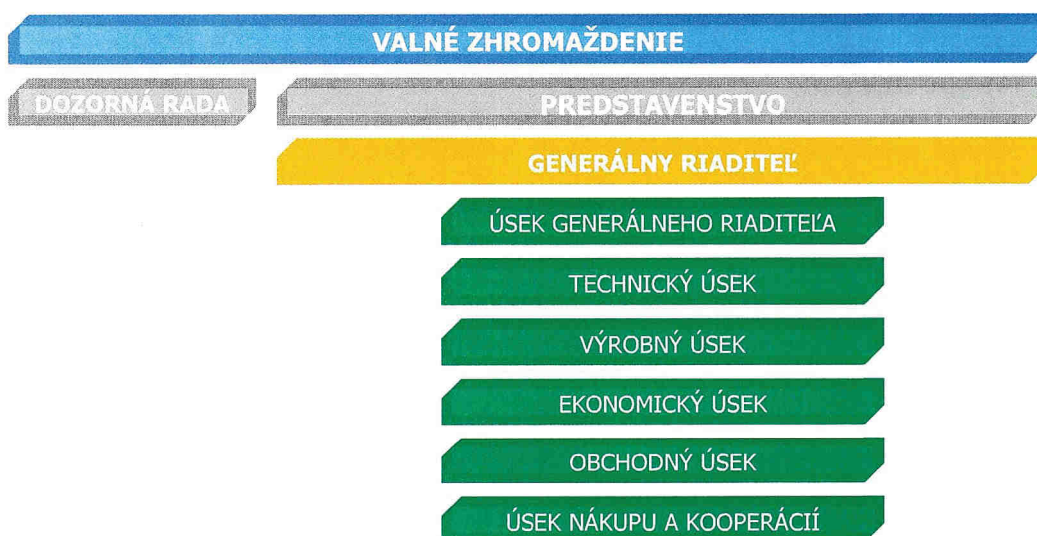 VALNÉ ZHROMAŽDENIE
DOZORNÁ RADA
PREDSTAVENSTVO
GENERÁLNY RIADITEĽ
ÚSEK GENERÁLNEHO RIADITEĽA
TECHNICKÝ ÚSEK
VÝROBNÝ ÚSEK
EKONOMICKÝ ÚSEK
OBCHODNÝ ÚSEK
ÚSEK NÁKUPU A KOOPERÁCIÍ